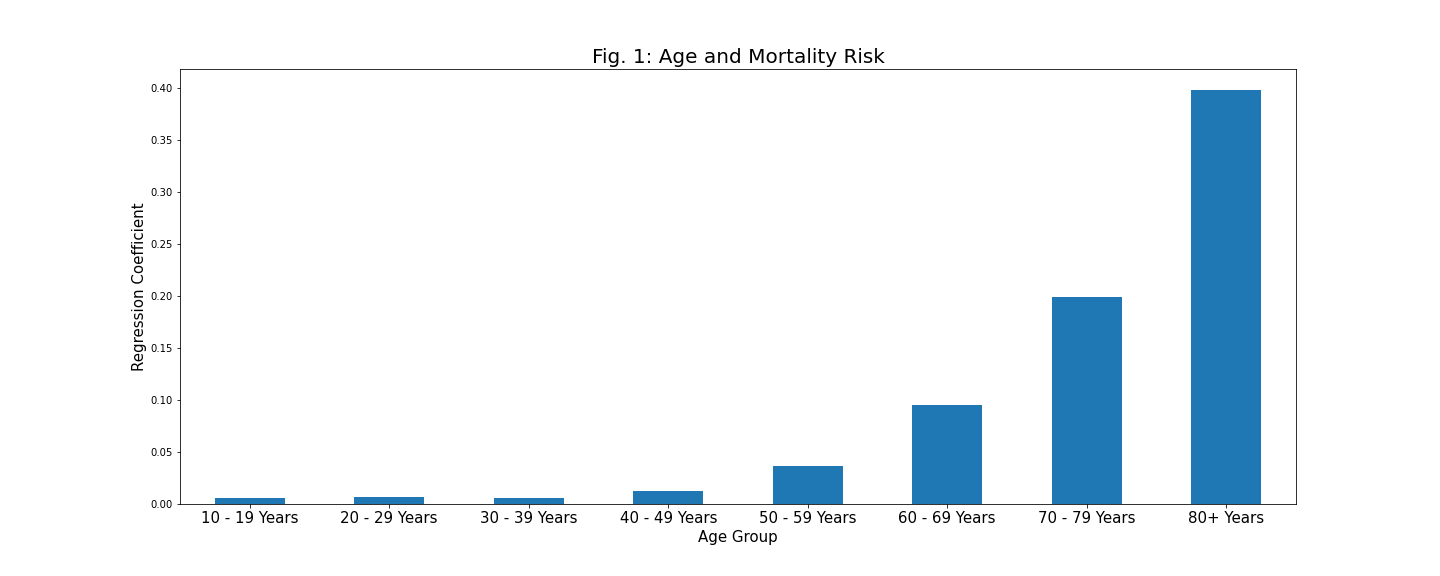 Fig. 1: Age and Mortality Risk
Regression Coefficient
0.40
0.35
0.30
0.25
0.20
0.15
0.10
0.05
0.00
10 - 19 Years 20 - 29 Years 30 - 39 Years 40 - 49 Years 50 - 59 Years 60 - 69 Years 70 - 79 Years 80+ Years
Age Group